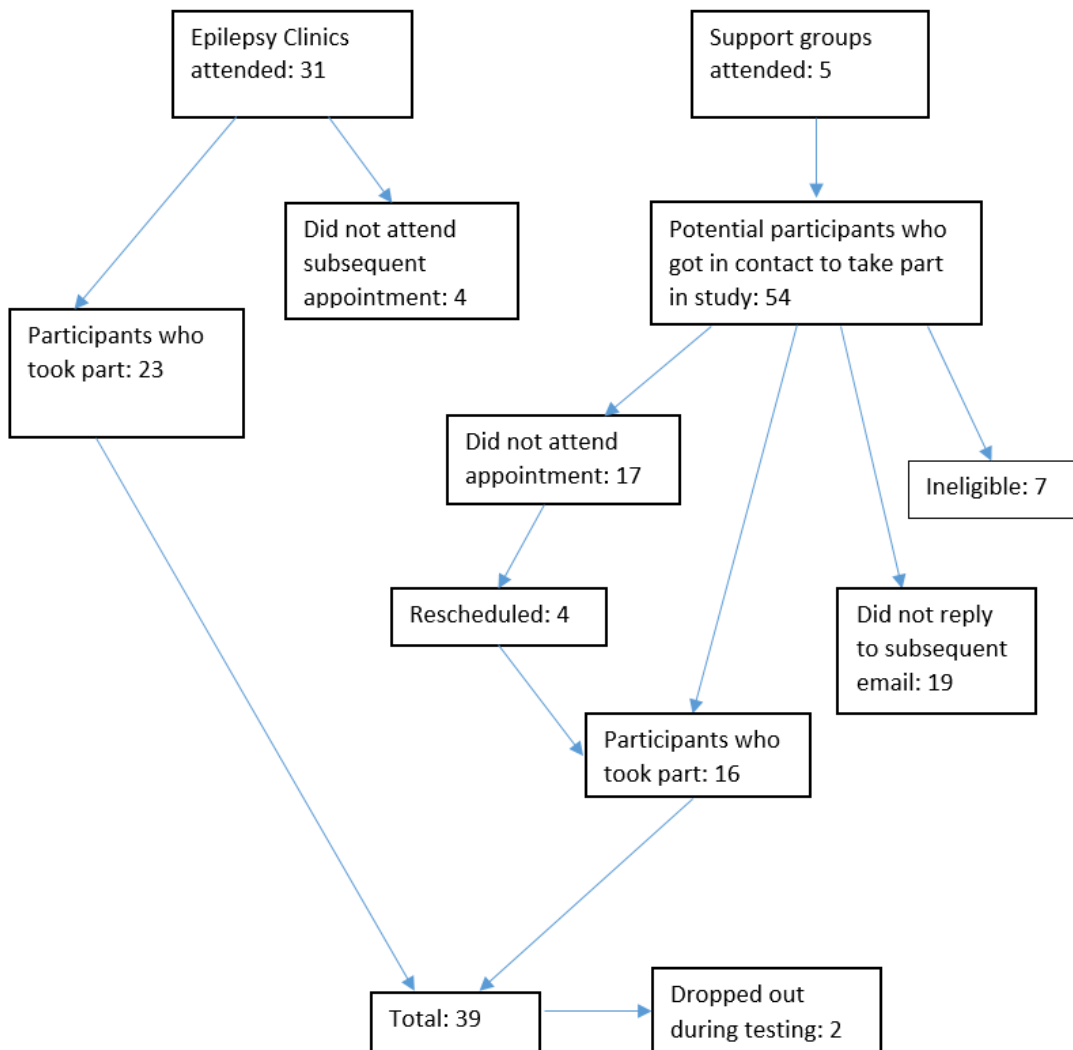 Epilepsy Clinics
attended: 31
Support groups
attended: 5
Did not attend
subsequent
appointment: 4
Potential participants who
got in contact to take part
in study: 54
Participants who
took part: 23
Did not attend
appointment: 17
Ineligible: 7
Rescheduled: 4
Did not reply
to subsequent
email: 19
Participants who
took part: 16
Total: 39
Dropped out
during testing: 2